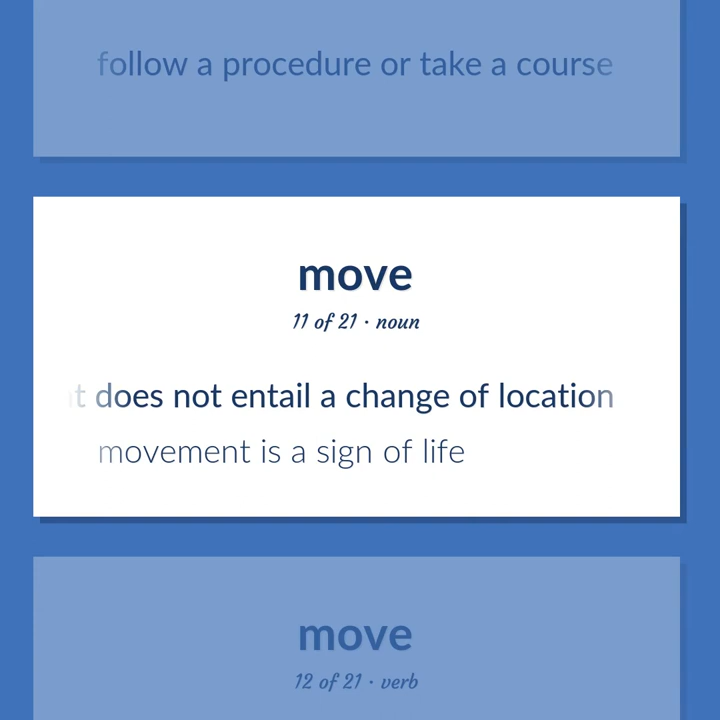 follow a procedure or take a course
move
11 of 21 · noun
does not entail a change of location
movement is a sign of life
move
12 of 21 · verb